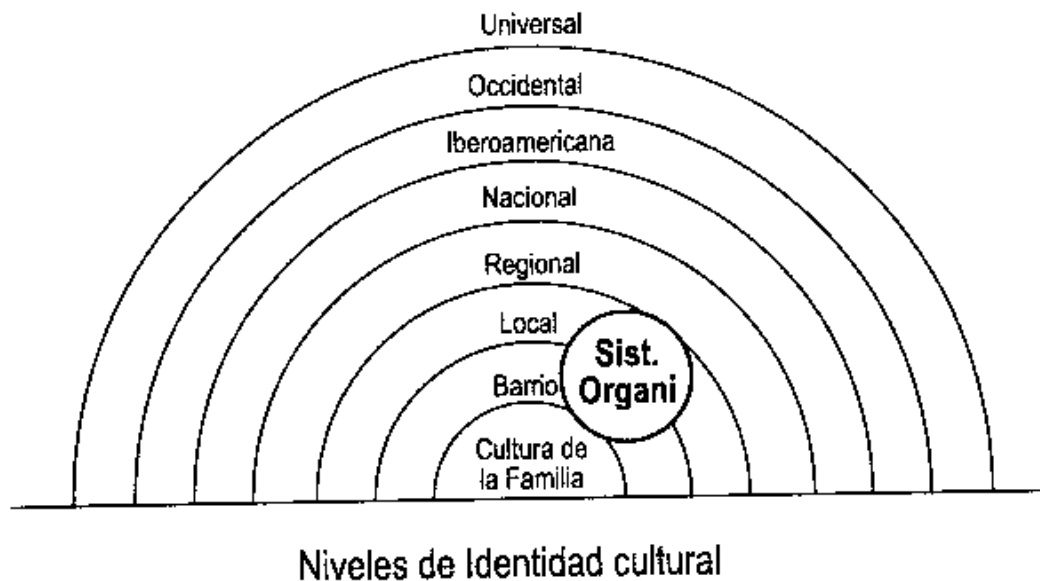 Universal
Occidental
Iberoamericana
Nacional
Regional
Local
Sist.
Organi
Barrio
Cultura de
la Familia
Niveles de Identidad cultural